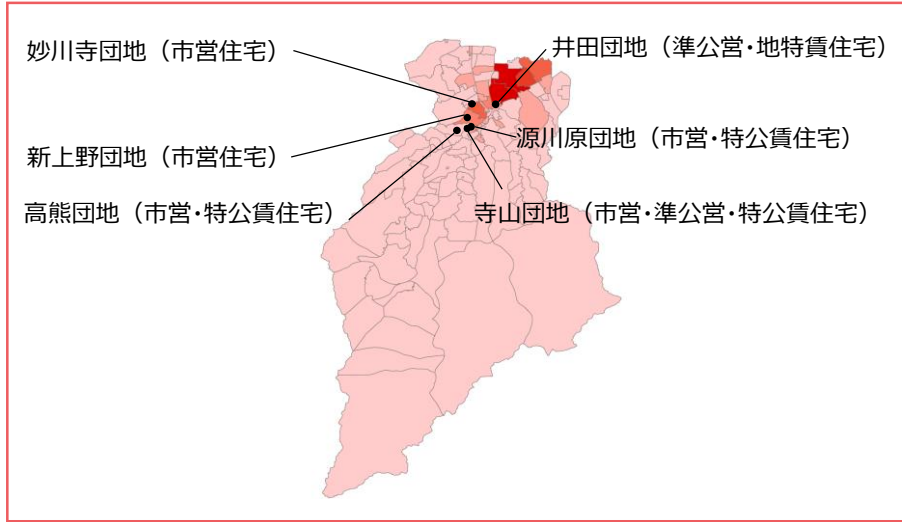 妙川寺団地（市営住宅）
井田団地（準公営・地特賃住宅）
新上野団地（市営住宅）
源川原団地（市営・特公賃住宅）
高熊団地（市営・特公賃住宅）
寺山団地（市営・準公営・特公賃住宅）